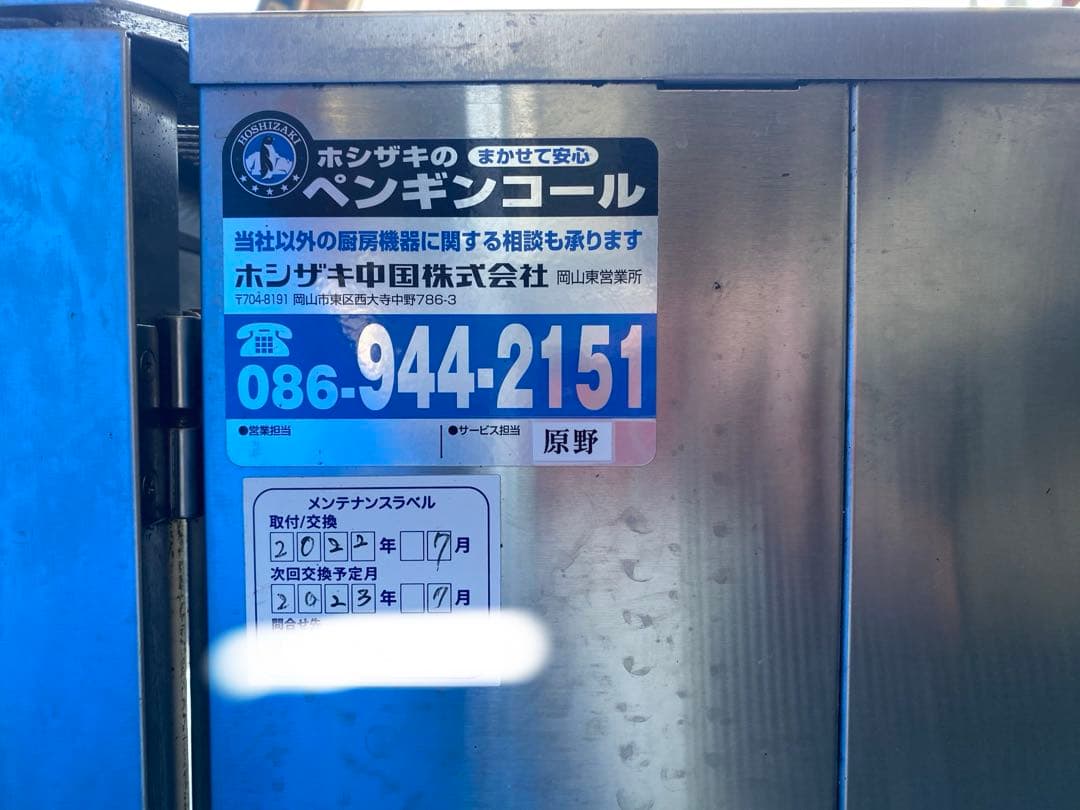 HOSHIZAKI
ホシザキの まかせて安心
ペンギンコール
当社以外の厨房機器に関する相談も承ります
ホシザキ中国株式会社 岡山東営業所
〒704-8191 岡山市東区西大寺中野786-3
086-944-2151
●営業担当 ●サービス担当 原野
メンテナンスラベル
取付/交換
2022年 7月
次回交換予定月
2023年 7月
問合せ先